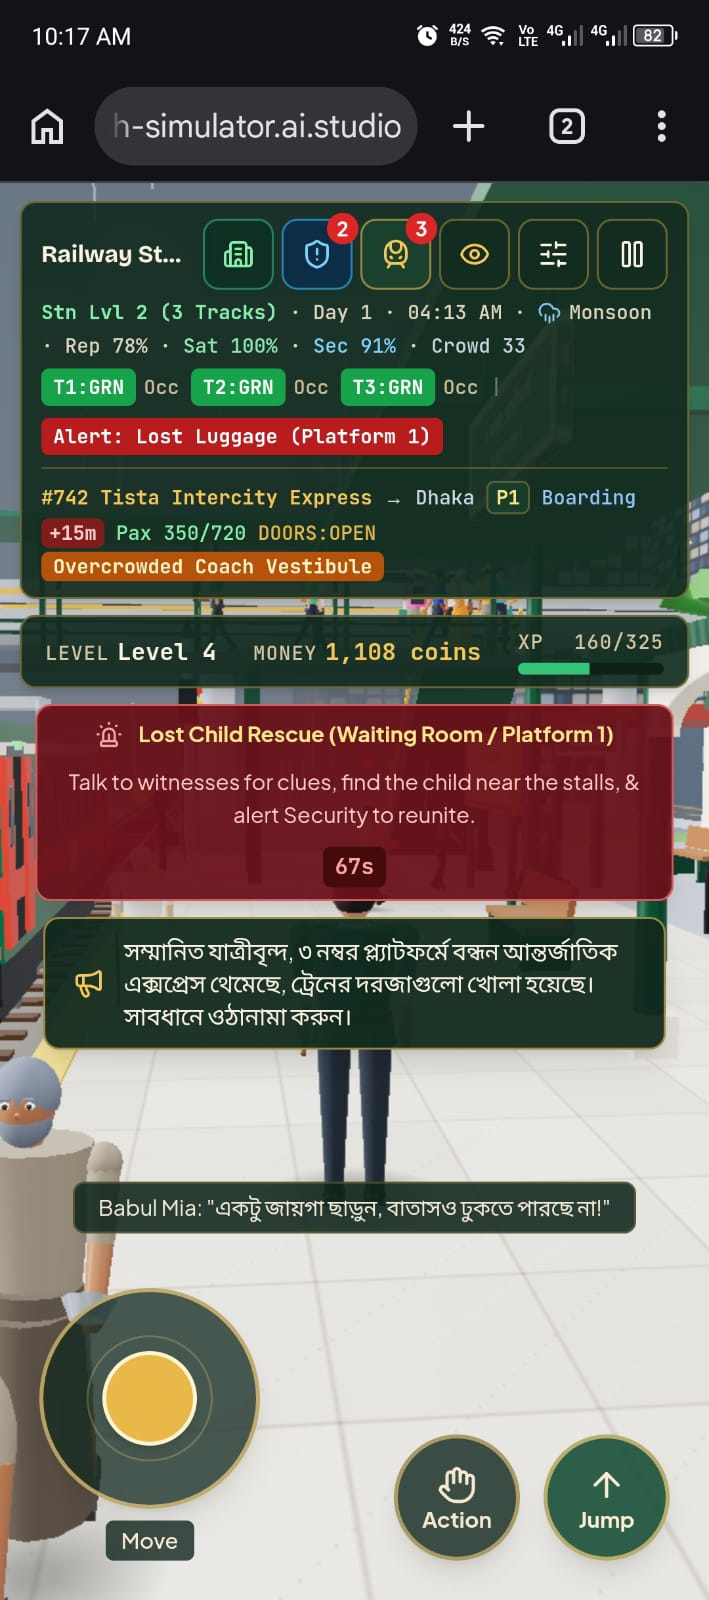 10:17 AM
424 B/S Vo LTE 4G 4G 82
h-simulator.ai.studio
2
Railway St...
2
3
Stn Lvl 2 (3 Tracks) · Day 1 · 04:13 AM · Monsoon
· Rep 78% · Sat 100% · Sec 91% · Crowd 33
T1:GRN Occ T2:GRN Occ T3:GRN Occ |
Alert: Lost Luggage (Platform 1)
#742 Tista Intercity Express → Dhaka P1 Boarding
+15m Pax 350/720 DOORS:OPEN
Overcrowded Coach Vestibule
LEVEL Level 4 MONEY 1,108 coins XP 160/325
Lost Child Rescue (Waiting Room / Platform 1)
Talk to witnesses for clues, find the child near the stalls, &
alert Security to reunite.
67s
সম্মানিত যাত্রীবৃন্দ, ৩ নম্বর প্ল্যাটফর্মে বন্ধন আন্তর্জাতিক
এক্সপ্রেস থেমেছে, ট্রেনের দরজাগুলো খোলা হয়েছে।
সাবধানে ওঠানামা করুন।
Babul Mia: "একটু জায়গা ছাড়ুন, বাতাসও ঢুকতে পারছে না!"
Move
Action
Jump